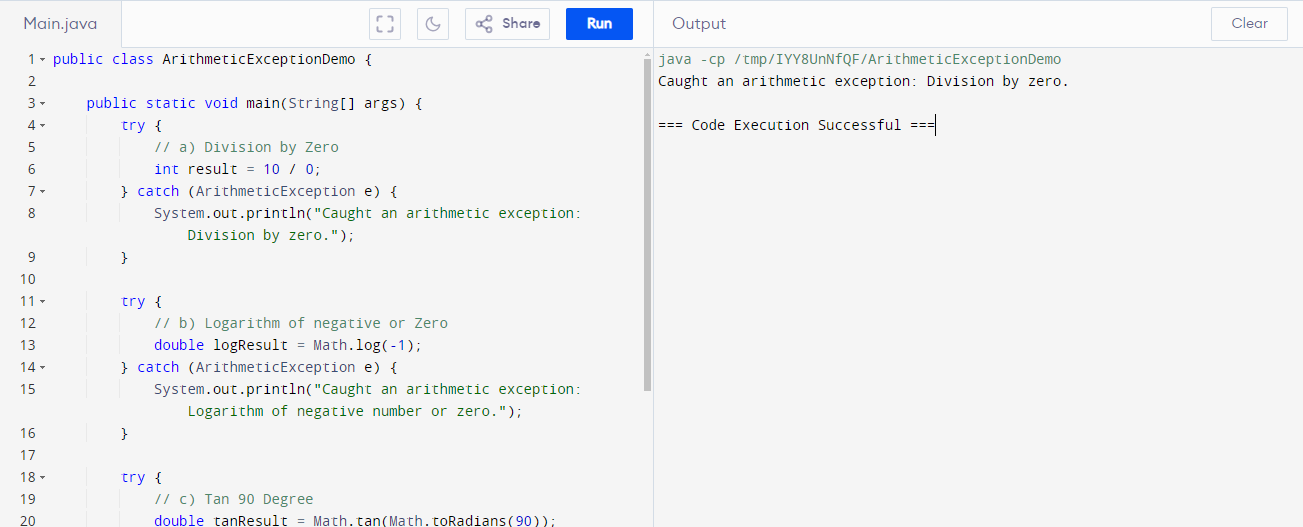 Main.java
Share
Run
Output
Clear
1 public class ArithmeticExceptionDemo {
2
3 public static void main(String[] args) {
4 try {
5 // a) Division by Zero
6 int result = 10 / 0;
7 } catch (ArithmeticException e) {
8 System.out.println("Caught an arithmetic exception:
Division by zero.");
9 }
10
11 try {
12 // b) Logarithm of negative or Zero
13 double logResult = Math.log(-1);
14 } catch (ArithmeticException e) {
15 System.out.println("Caught an arithmetic exception:
Logarithm of negative number or zero.");
16 }
17
18 try {
19 // c) Tan 90 Degree
20 double tanResult = Math.tan(Math.toRadians(90));
java -cp /tmp/IYY8UnNfQF/ArithmeticExceptionDemo
Caught an arithmetic exception: Division by zero.
=== Code Execution Successful ===